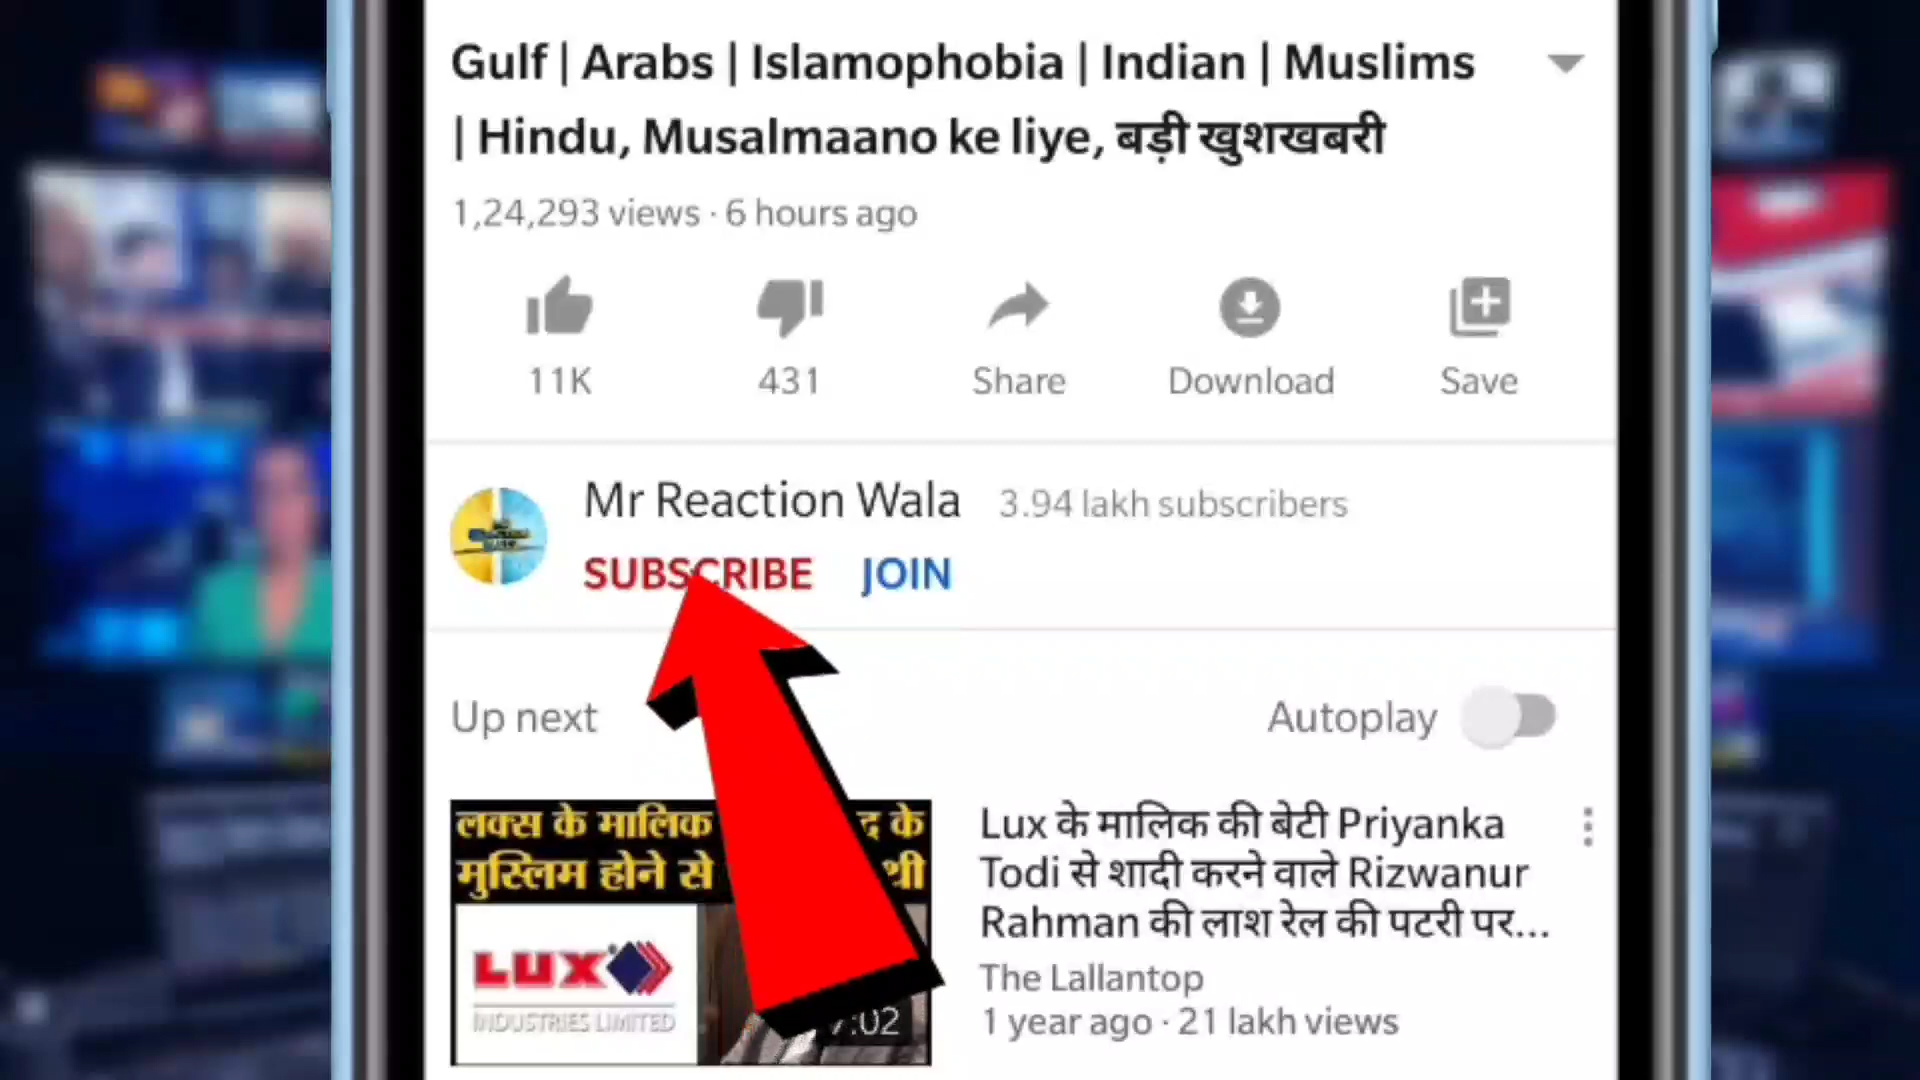 Gulf | Arabs | Islamophobia | Indian | Muslims
| Hindu, Musalmaano ke liye, बड़ी खुशखबरी
1,24,293 views · 6 hours ago
11K 431 Share Download Save
Mr Reaction Wala 3.94 lakh subscribers
SUBSCRIBE JOIN
Up next Autoplay
लक्स के मालिक के
मुस्लिम होने से थी
LUX
INDUSTRIES LIMITED
7:02
Lux के मालिक की बेटी Priyanka
Todi से शादी करने वाले Rizwanur
Rahman की लाश रेल की पटरी पर...
The Lallantop
1 year ago · 21 lakh views